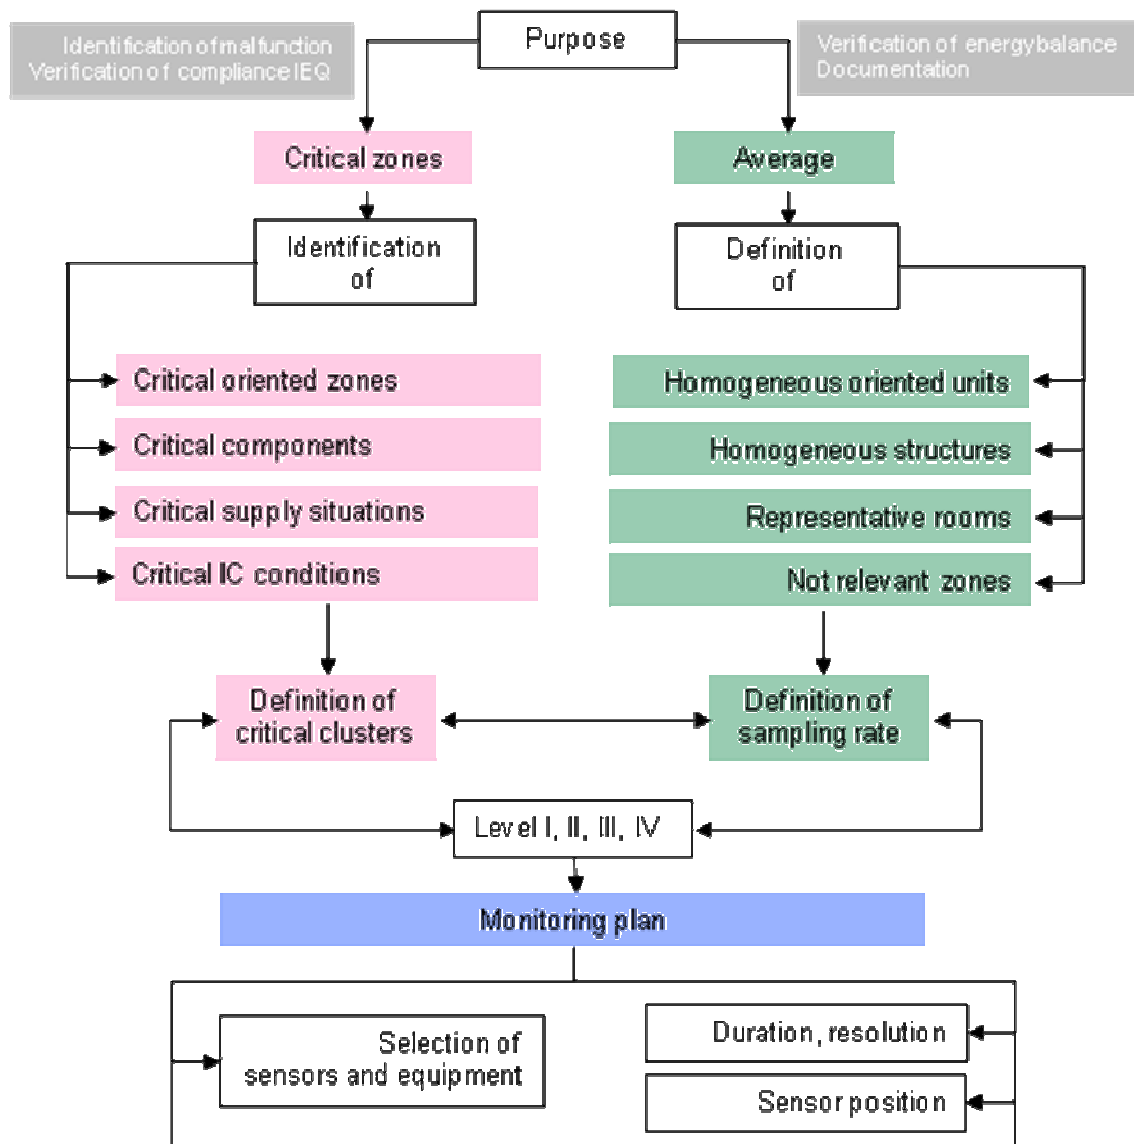 Purpose
Identification of malfunction
Verification of compliance IEQ
Verification of energybalance
Documentation
Critical zones
Average
Identification
of
Definition
of
Critical oriented zones
Homogeneous oriented units
Critical components
Homogeneous structures
Critical supply situations
Representative rooms
Critical IC conditions
Not relevant zones
Definition of
critical clusters
Definition of
sampling rate
Level I, II, III, IV
Monitoring plan
Selection of
sensors and equipment
Duration, resolution
Sensor position